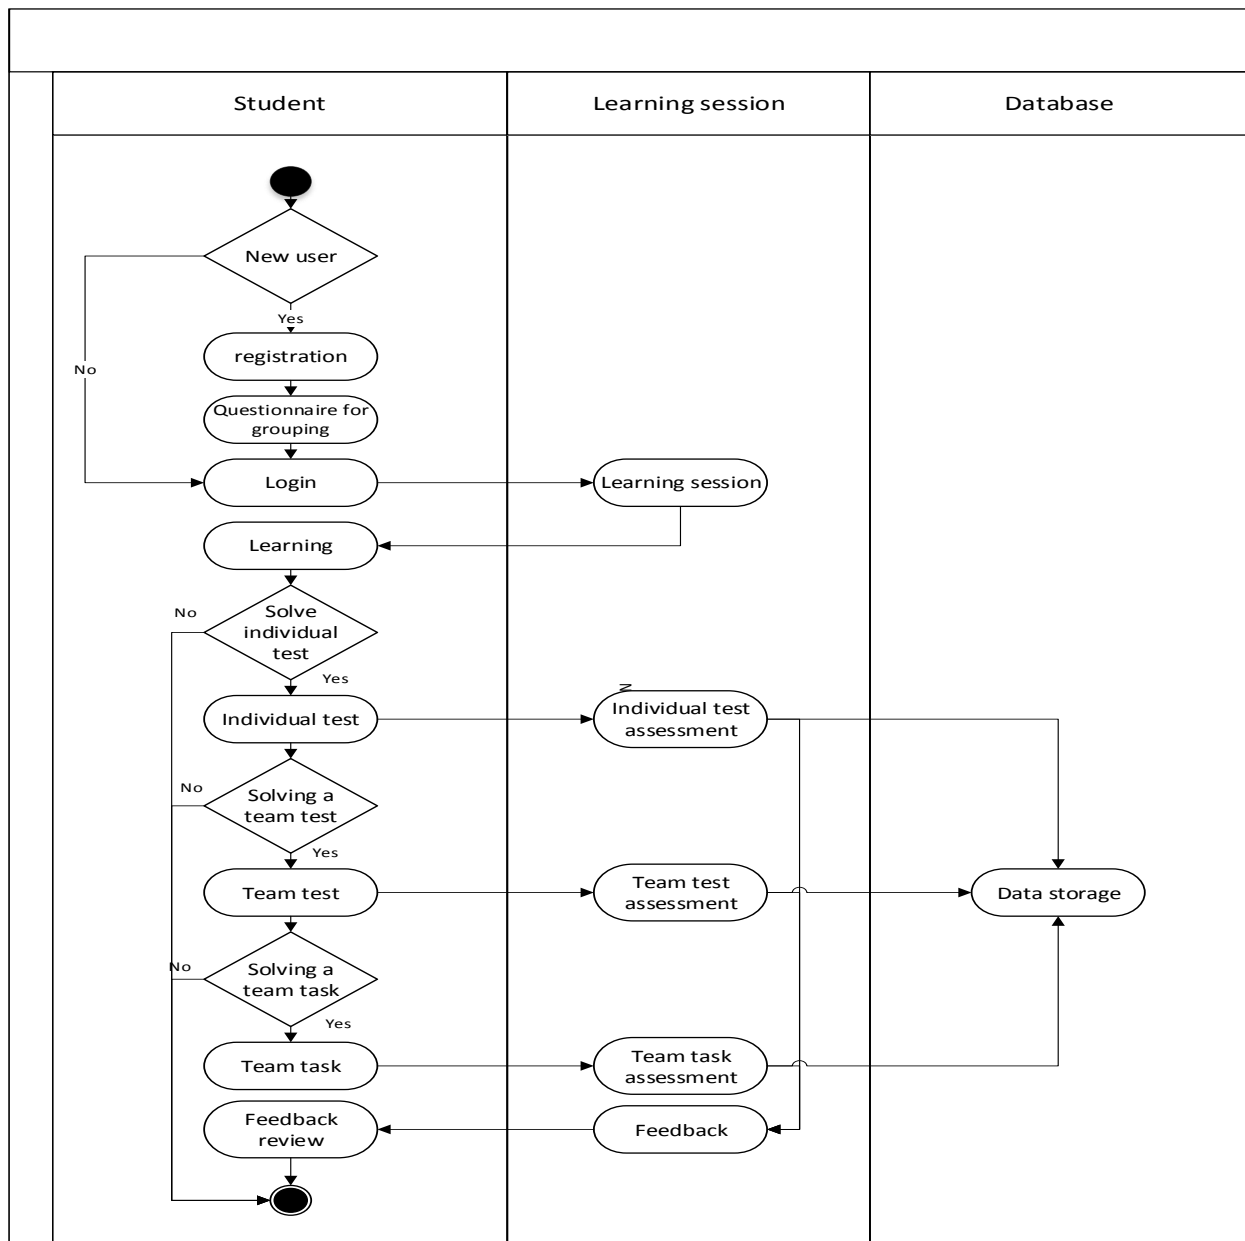 Student
Learning session
Database
New user
Yes
registration
No
Questionnaire for
grouping
Login
Learning session
Learning
No
Solve
individual
test
Yes
Individual test
N
Individual test
assessment
No
Solving a
team test
Yes
Team test
Team test
assessment
Data storage
No
Solving a
team task
Yes
Team task
Team task
assessment
Feedback
review
Feedback